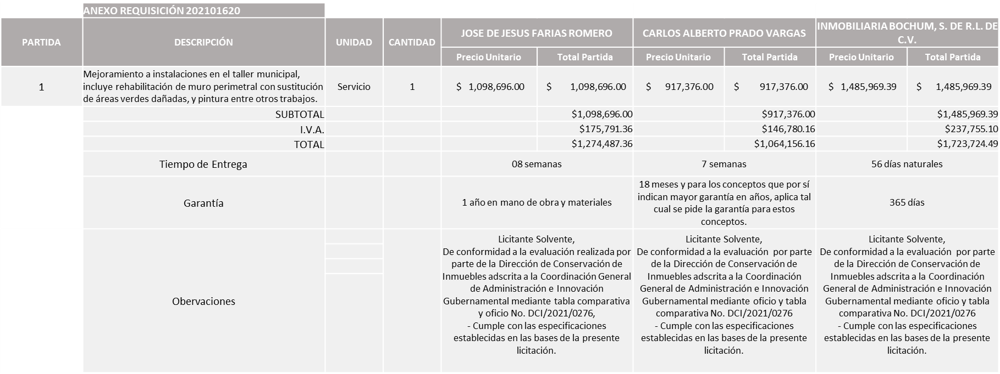 ANEXO REQUISICIÓN 202101620
PARTIDA
DESCRIPCIÓN
UNIDAD
CANTIDAD
JOSE DE JESUS FARIAS ROMERO
CARLOS ALBERTO PRADO VARGAS
INMOBILIARIA BOCHUM, S. DE R.L. DE
C.V.
Precio Unitario
Total Partida
Precio Unitario
Total Partida
Precio Unitario
Total Partida
1
Mejoramiento a instalaciones en el taller municipal,
incluye rehabilitación de muro perimetral con sustitución
de áreas verdes dañadas, y pintura entre otros trabajos.
Servicio
1
$ 1,098,696.00
$ 1,098,696.00
$ 917,376.00
$ 917,376.00
$ 1,485,969.39
$ 1,485,969.39
SUBTOTAL
$1,098,696.00
$917,376.00
$1,485,969.39
I.V.A.
$175,791.36
$146,780.16
$237,755.10
TOTAL
$1,274,487.36
$1,064,156.16
$1,723,724.49
Tiempo de Entrega
08 semanas
7 semanas
56 días naturales
Garantía
1 año en mano de obra y materiales
18 meses y para los conceptos que por sí
indican mayor garantía en años, aplica tal
cual se pide la garantía para estos
conceptos.
365 días
Obervaciones
Licitante Solvente,
De conformidad a la evaluación realizada por
parte de la Dirección de Conservación de
Inmuebles adscrita a la Coordinación General
de Administración e Innovación
Gubernamental mediante tabla comparativa
y oficio No. DCI/2021/0276,
- Cumple con las especificaciones
establecidas en las bases de la presente
licitación.
Licitante Solvente,
De conformidad a la evaluación por parte
de la Dirección de Conservación de
Inmuebles adscrita a la Coordinación
General de Administración e Innovación
Gubernamental mediante oficio y tabla
comparativa No. DCI/2021/0276
- Cumple con las especificaciones
establecidas en las bases de la presente
licitación.
Licitante Solvente,
De conformidad a la evaluación por parte
de la Dirección de Conservación de
Inmuebles adscrita a la Coordinación
General de Administración e Innovación
Gubernamental mediante oficio y tabla
comparativa No. DCI/2021/0276
- Cumple con las especificaciones
establecidas en las bases de la presente
licitación.